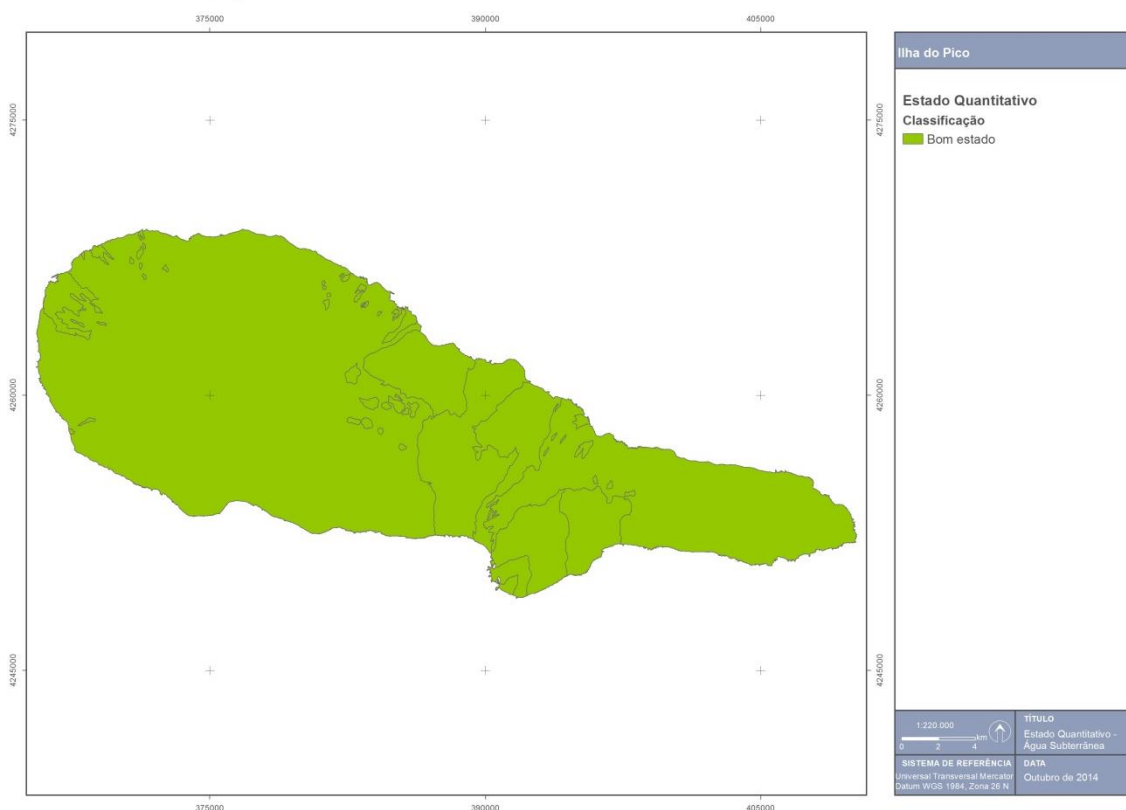 375000
390000
405000
4275000
4275000
4260000
4260000
4245000
4245000
375000
390000
405000
Ilha do Pico
Estado Quantitativo
Classificação
Bom estado
1:220.000
km
0 2 4
TÍTULO
Estado Quantitativo -
Água Subterrânea
SISTEMA DE REFERÊNCIA
Universal Transversal Mercator
Datum WGS 1984, Zona 26 N
DATA
Outubro de 2014